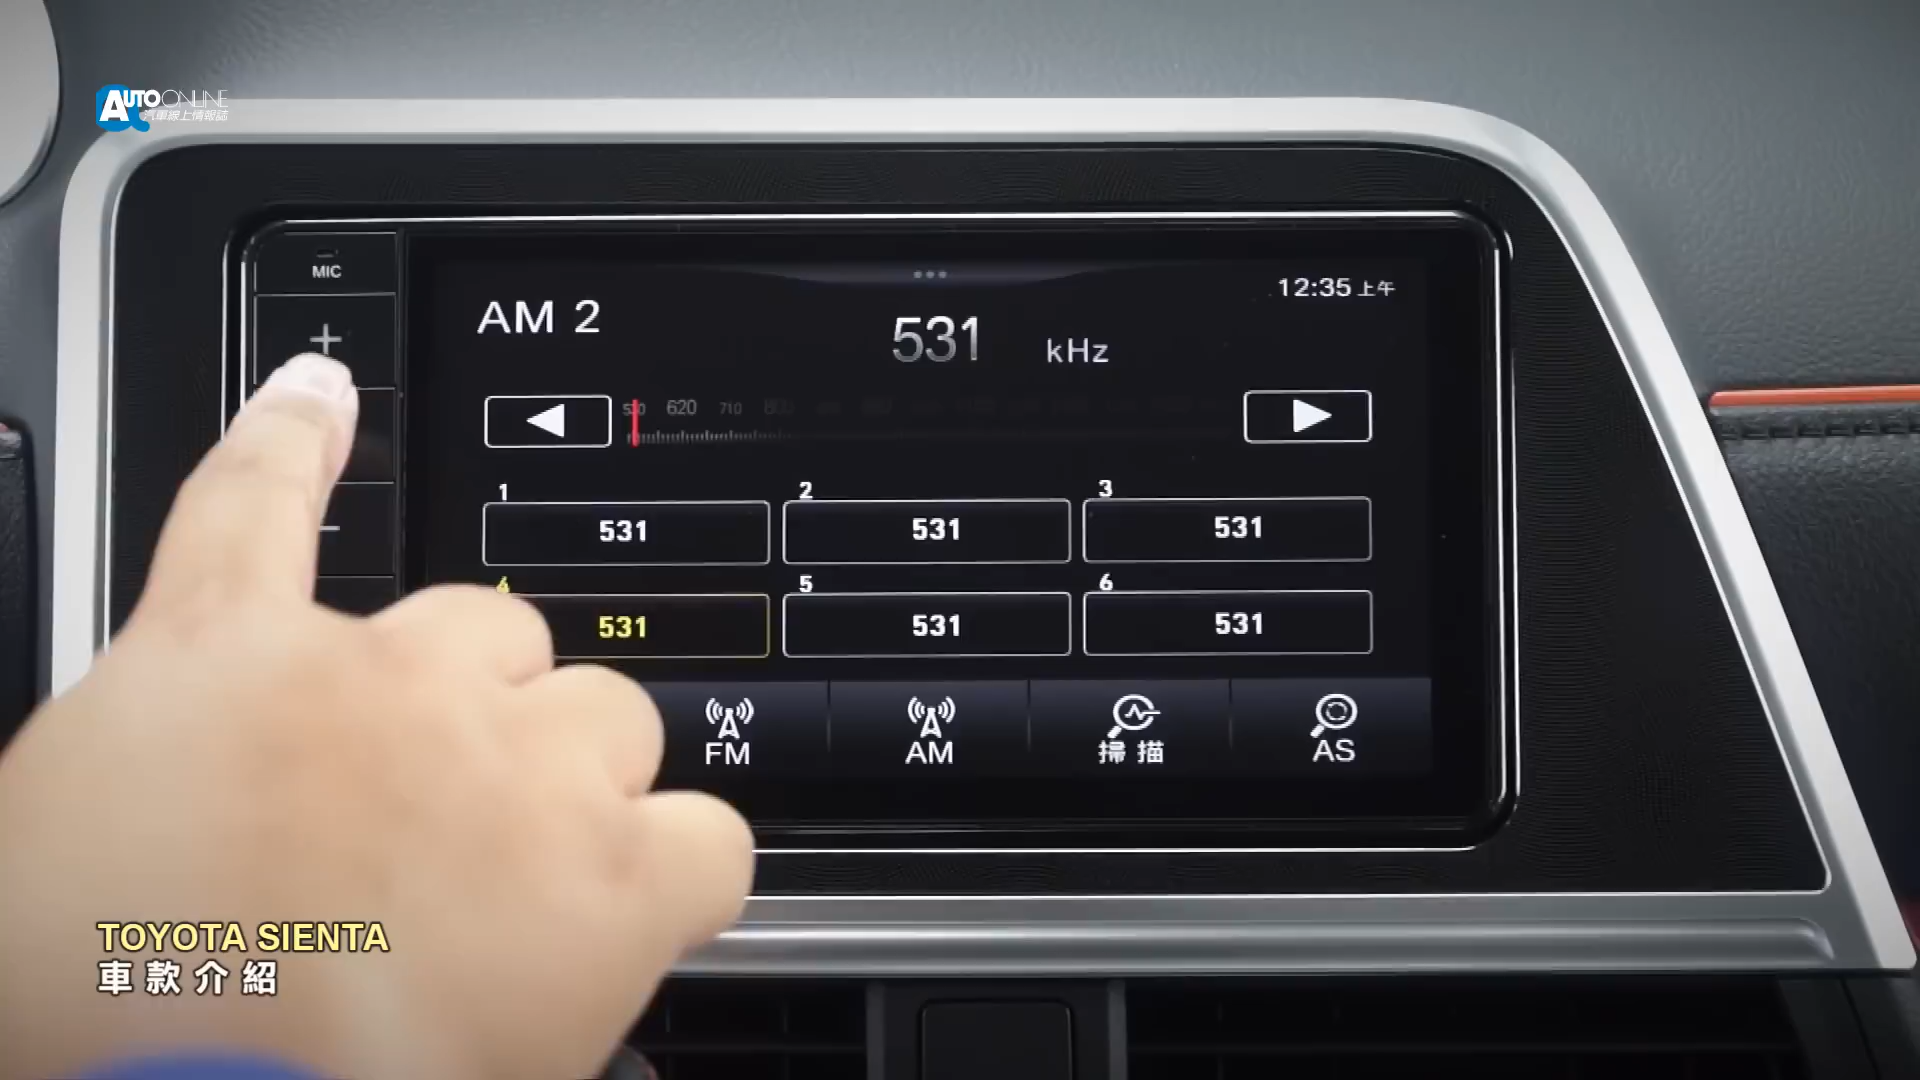 AUTO ONLINE
汽車線上情報誌
MIC
12:35 上午
AM 2
531 kHz
530 620 710 800
1 2 3
531 531 531
4 5 6
531 531 531
FM AM 掃描 AS
TOYOTA SIENTA
車款介紹